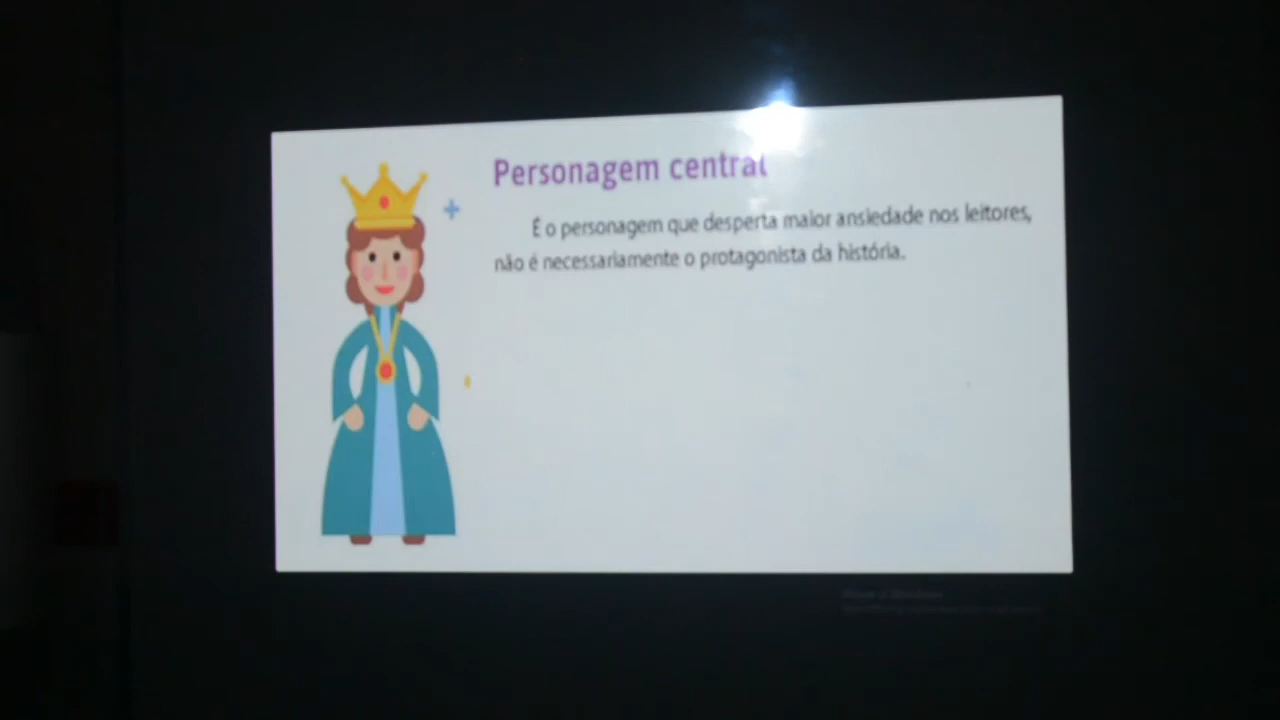 Personagem central
É o personagem que desperta maior ansiedade nos leitores,
não é necessariamente o protagonista da história.